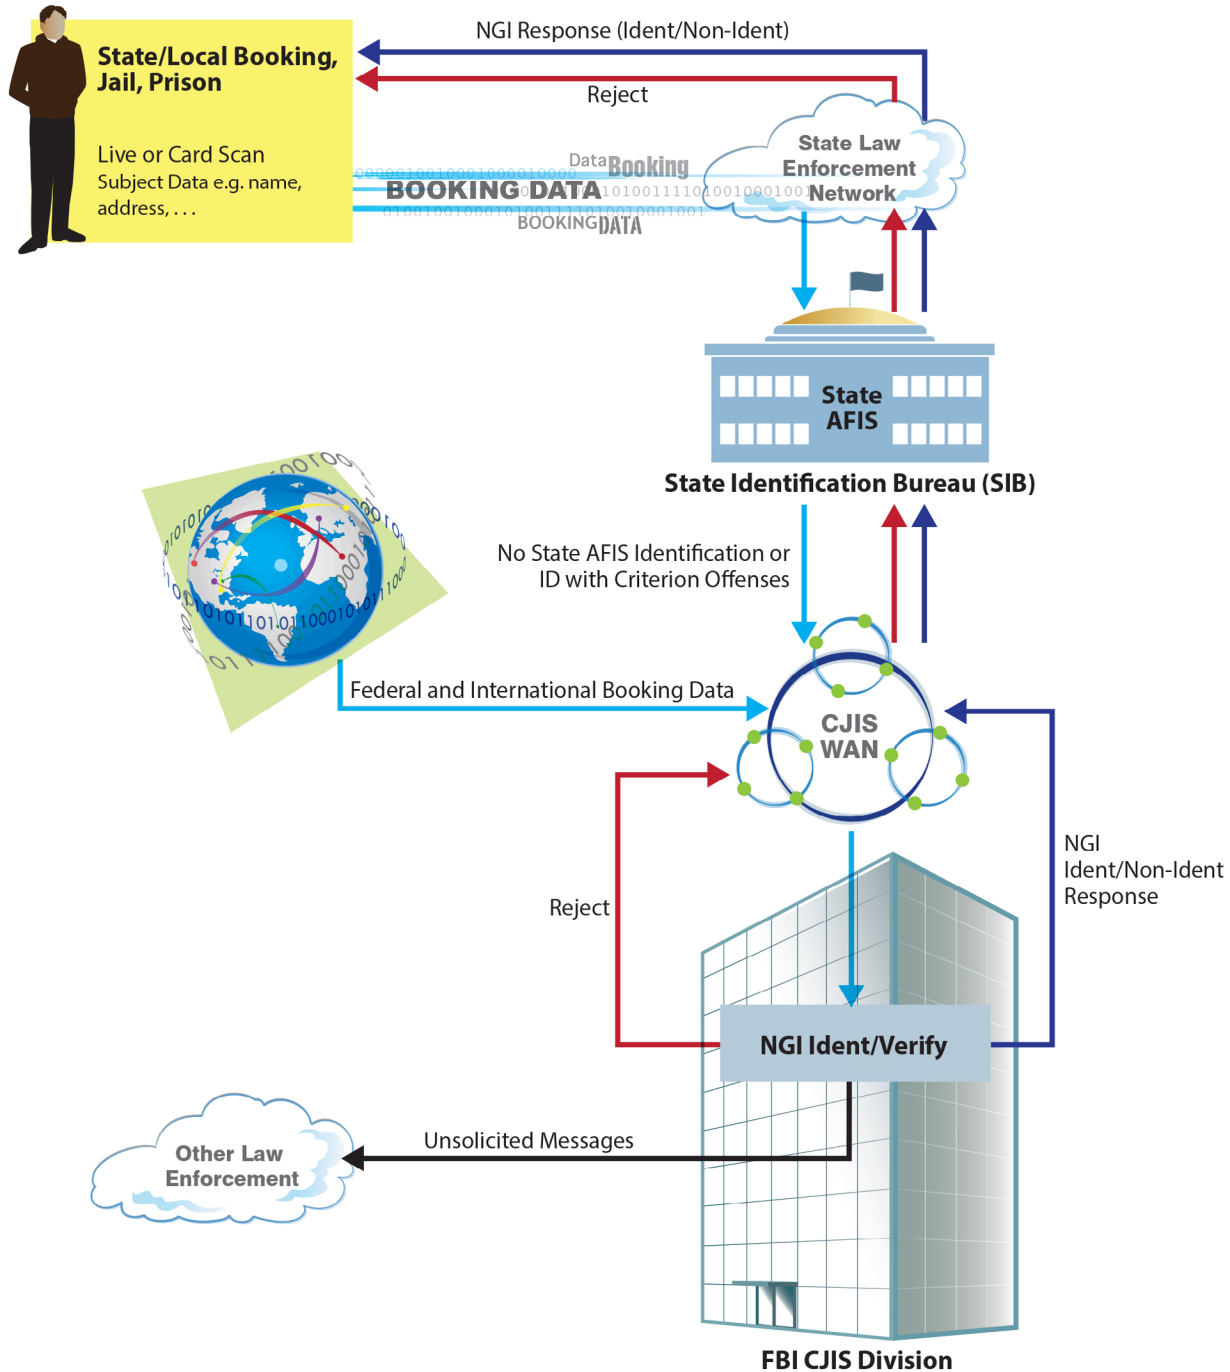 NGI Response (Ident/Non-Ident)
State/Local Booking,
Jail, Prison
Reject
Live or Card Scan
Subject Data e.g. name,
address, . . .
Data Booking
BOOKING DATA
BOOKING DATA
State Law
Enforcement
Network
State
AFIS
State Identification Bureau (SIB)
No State AFIS Identification or
ID with Criterion Offenses
Federal and International Booking Data
CJIS
WAN
NGI
Ident/Non-Ident
Response
Reject
NGI Ident/Verify
Unsolicited Messages
Other Law
Enforcement
FBI CJIS Division